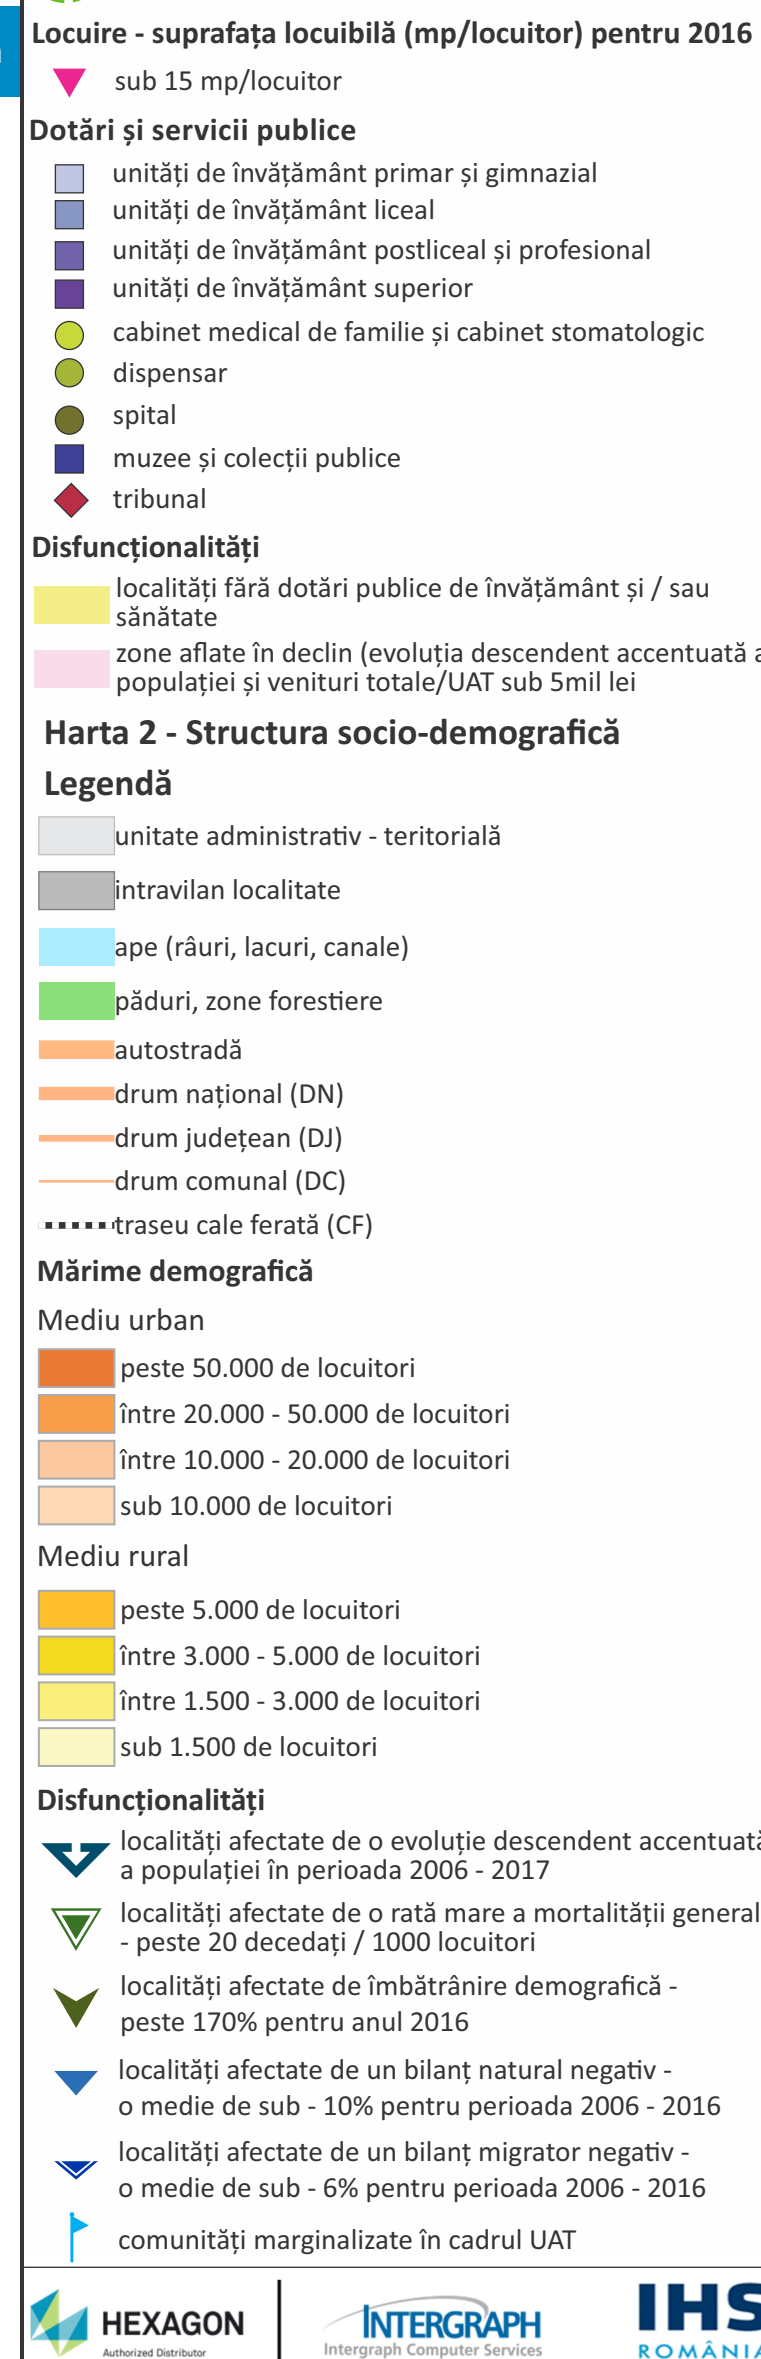 Locuire - suprafața locuibilă (mp/locuitor) pentru 2016
sub 15 mp/locuitor
Dotări și servicii publice
unități de învățământ primar și gimnazial
unități de învățământ liceal
unități de învățământ postliceal și profesional
unități de învățământ superior
cabinet medical de familie și cabinet stomatologic
dispensar
spital
muzee și colecții publice
tribunal
Disfuncționalități
localități fără dotări publice de învățământ și / sau
sănătate
zone aflate în declin (evoluția descendent accentuată a
populației și venituri totale/UAT sub 5mil lei
Harta 2 - Structura socio-demografică
Legendă
unitate administrativ - teritorială
intravilan localitate
ape (râuri, lacuri, canale)
păduri, zone forestiere
autostradă
drum național (DN)
drum județean (DJ)
drum comunal (DC)
traseu cale ferată (CF)
Mărime demografică
Mediu urban
peste 50.000 de locuitori
între 20.000 - 50.000 de locuitori
între 10.000 - 20.000 de locuitori
sub 10.000 de locuitori
Mediu rural
peste 5.000 de locuitori
între 3.000 - 5.000 de locuitori
între 1.500 - 3.000 de locuitori
sub 1.500 de locuitori
Disfuncționalități
localități afectate de o evoluție descendent accentuată
a populației în perioada 2006 - 2017
localități afectate de o rată mare a mortalității general
- peste 20 decedați / 1000 locuitori
localități afectate de îmbătrânire demografică -
peste 170% pentru anul 2016
localități afectate de un bilanț natural negativ -
o medie de sub - 10% pentru perioada 2006 - 2016
localități afectate de un bilanț migrator negativ -
o medie de sub - 6% pentru perioada 2006 - 2016
comunități marginalizate în cadrul UAT
HEXAGON
Authorized Distributor
INTERGRAPH
Intergraph Computer Services
IHS
ROMÂNIA